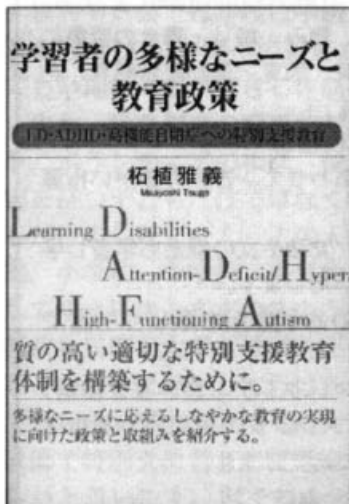 学習者の多様なニーズと
教育政策
LD・ADHD・高機能自閉症への特別支援教育
柘植雅義
Masayoshi Tsuge
Learning Disabilities
Attention-Deficit/Hyper
High-Functioning Autism
質の高い適切な特別支援教育
体制を構築するために。
多様なニーズに応えるしなやかな教育の実現
に向けた政策と取組みを紹介する。